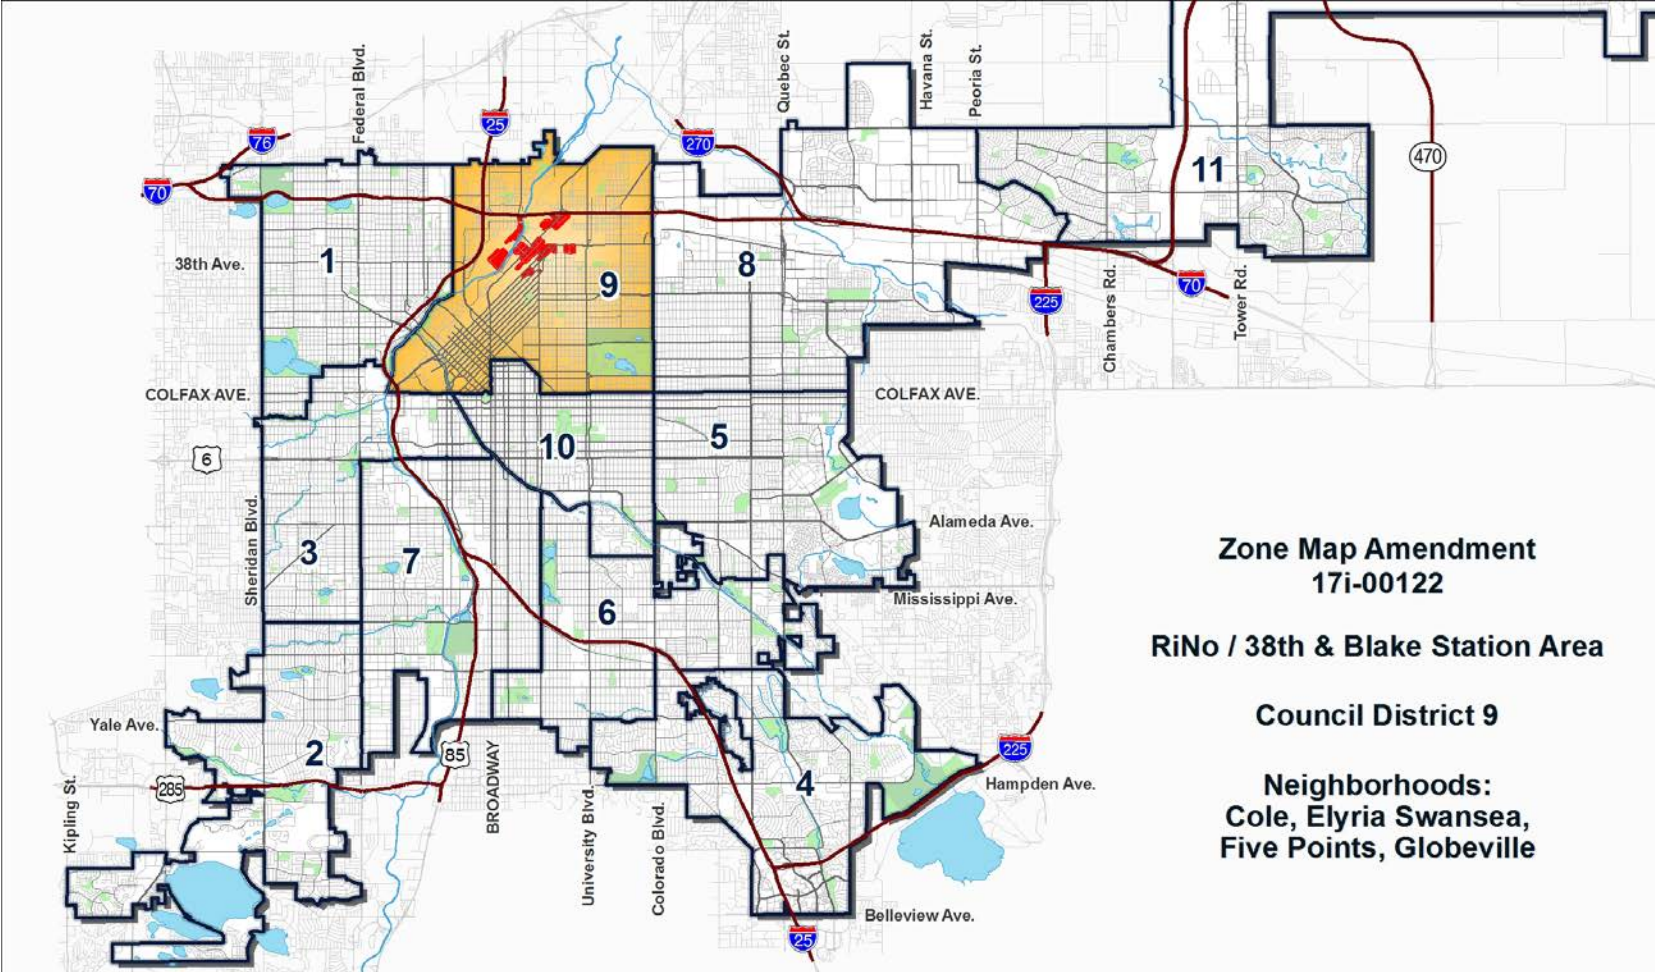 Federal Blvd.
Quebec St.
Havana St.
Peoria St.
76
25
270
70
470
11
38th Ave.
1
9
8
225
Chambers Rd.
70
Tower Rd.
COLFAX AVE.
COLFAX AVE.
6
10
5
Sheridan Blvd.
3
7
Alameda Ave.
Mississippi Ave.
6
Yale Ave.
2
85
BROADWAY
285
Kipling St.
University Blvd.
Colorado Blvd.
4
225
Hampden Ave.
Belleview Ave.
25
Zone Map Amendment
17i-00122
RiNo / 38th & Blake Station Area
Council District 9
Neighborhoods:
Cole, Elyria Swansea,
Five Points, Globeville